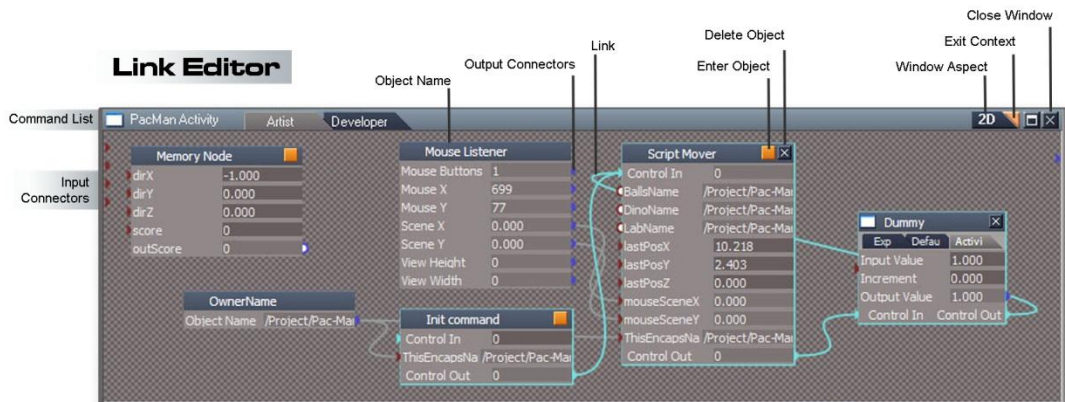 Close Window
Delete Object
Exit Context
Link
Link Editor
Output Connectors
Enter Object
Window Aspect
Object Name
Command List
PacMan Activity
Artist
Developer
2D
Input
Connectors
Memory Node
dirX -1.000
dirY 0.000
dirZ 0.000
score 0
outScore 0
Mouse Listener
Mouse Buttons 1
Mouse X 699
Mouse Y 77
Scene X 0.000
Scene Y 0.000
View Height 0
View Width 0
OwnerName
Object Name /Project/Pac-Mai
Init command
Control In 0
ThisEncapsNa /Project/Pac-Mai
Control Out 0
Script Mover
Control In 0
BallsName /Project/Pac-Mai
DinoName /Project/Pac-Mai
LabName /Project/Pac-Mai
lastPosX 10.218
lastPosY 2.403
lastPosZ 0.000
mouseSceneX 0.000
mouseSceneY 0.000
ThisEncapsNa /Project/Pac-Mai
Control Out 0
Dummy
Exp Defau Activi
Input Value 1.000
Increment 0.000
Output Value 1.000
Control In Control Out